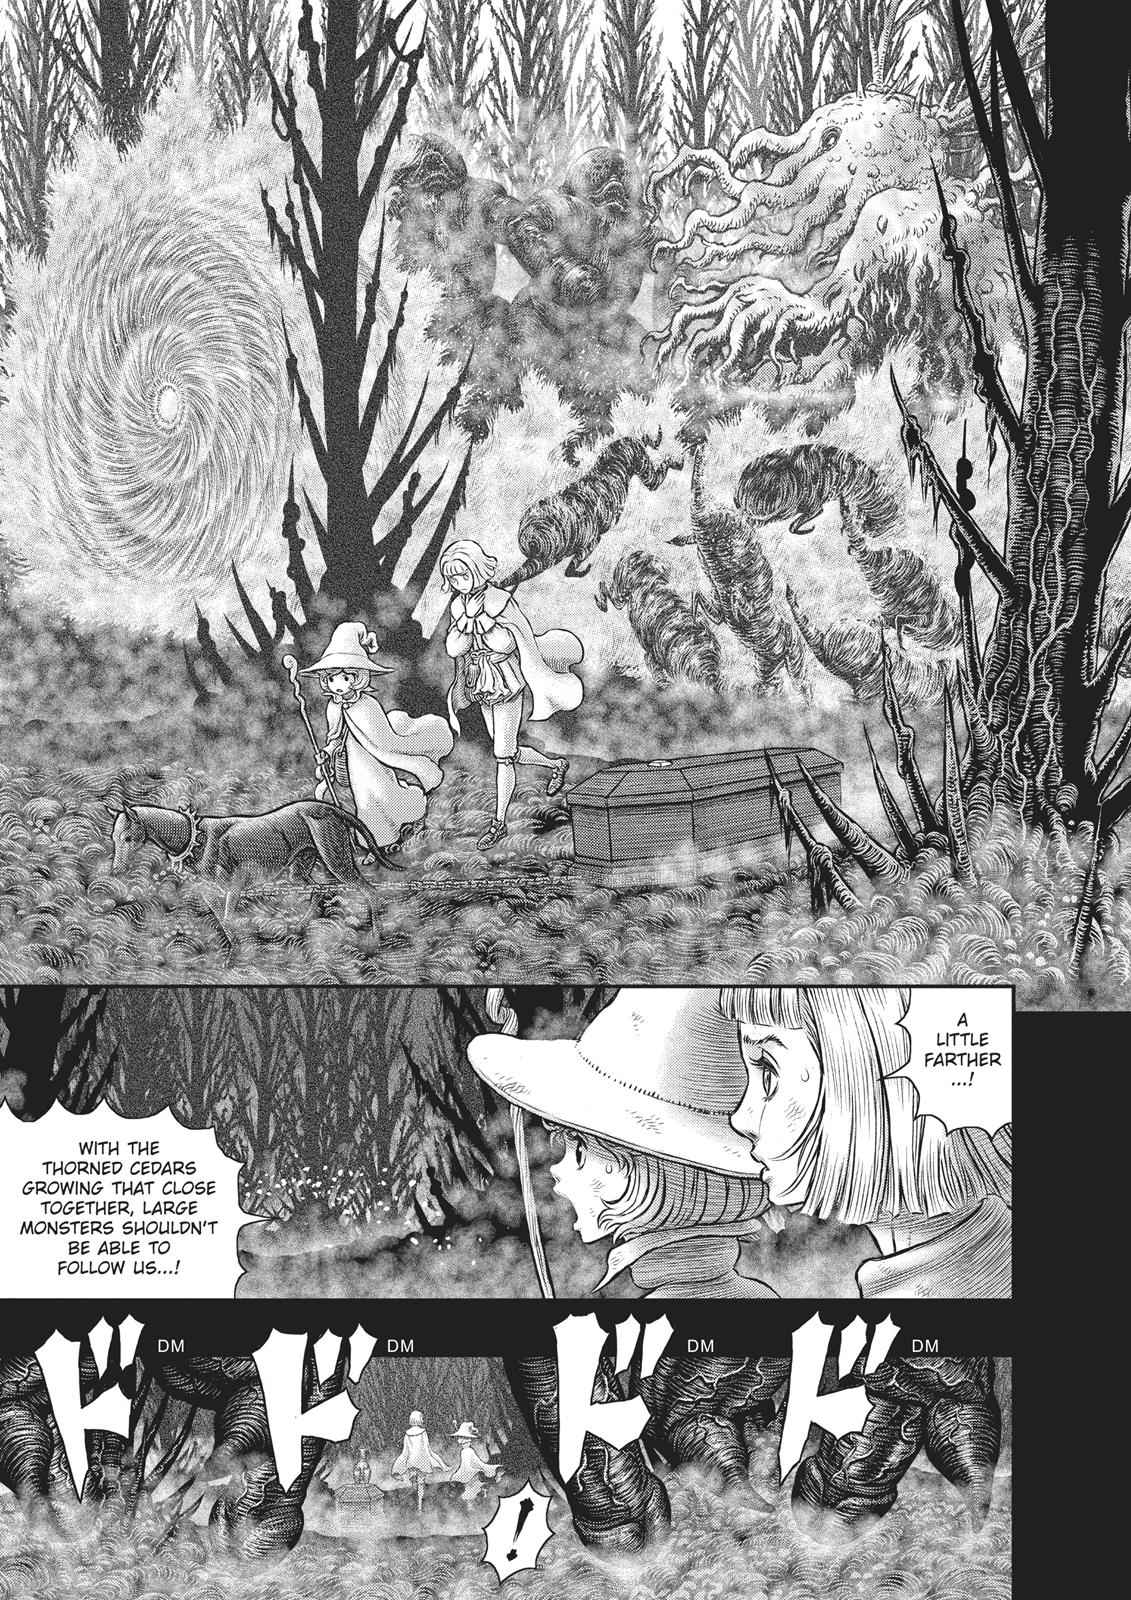 A
LITTLE
FARTHER
...!
WITH THE
THORNED CEDARS
GROWING THAT CLOSE
TOGETHER, LARGE
MONSTERS SHOULDN'T
BE ABLE TO
FOLLOW US...!
ド DM ド DM ド DM ド DM
!